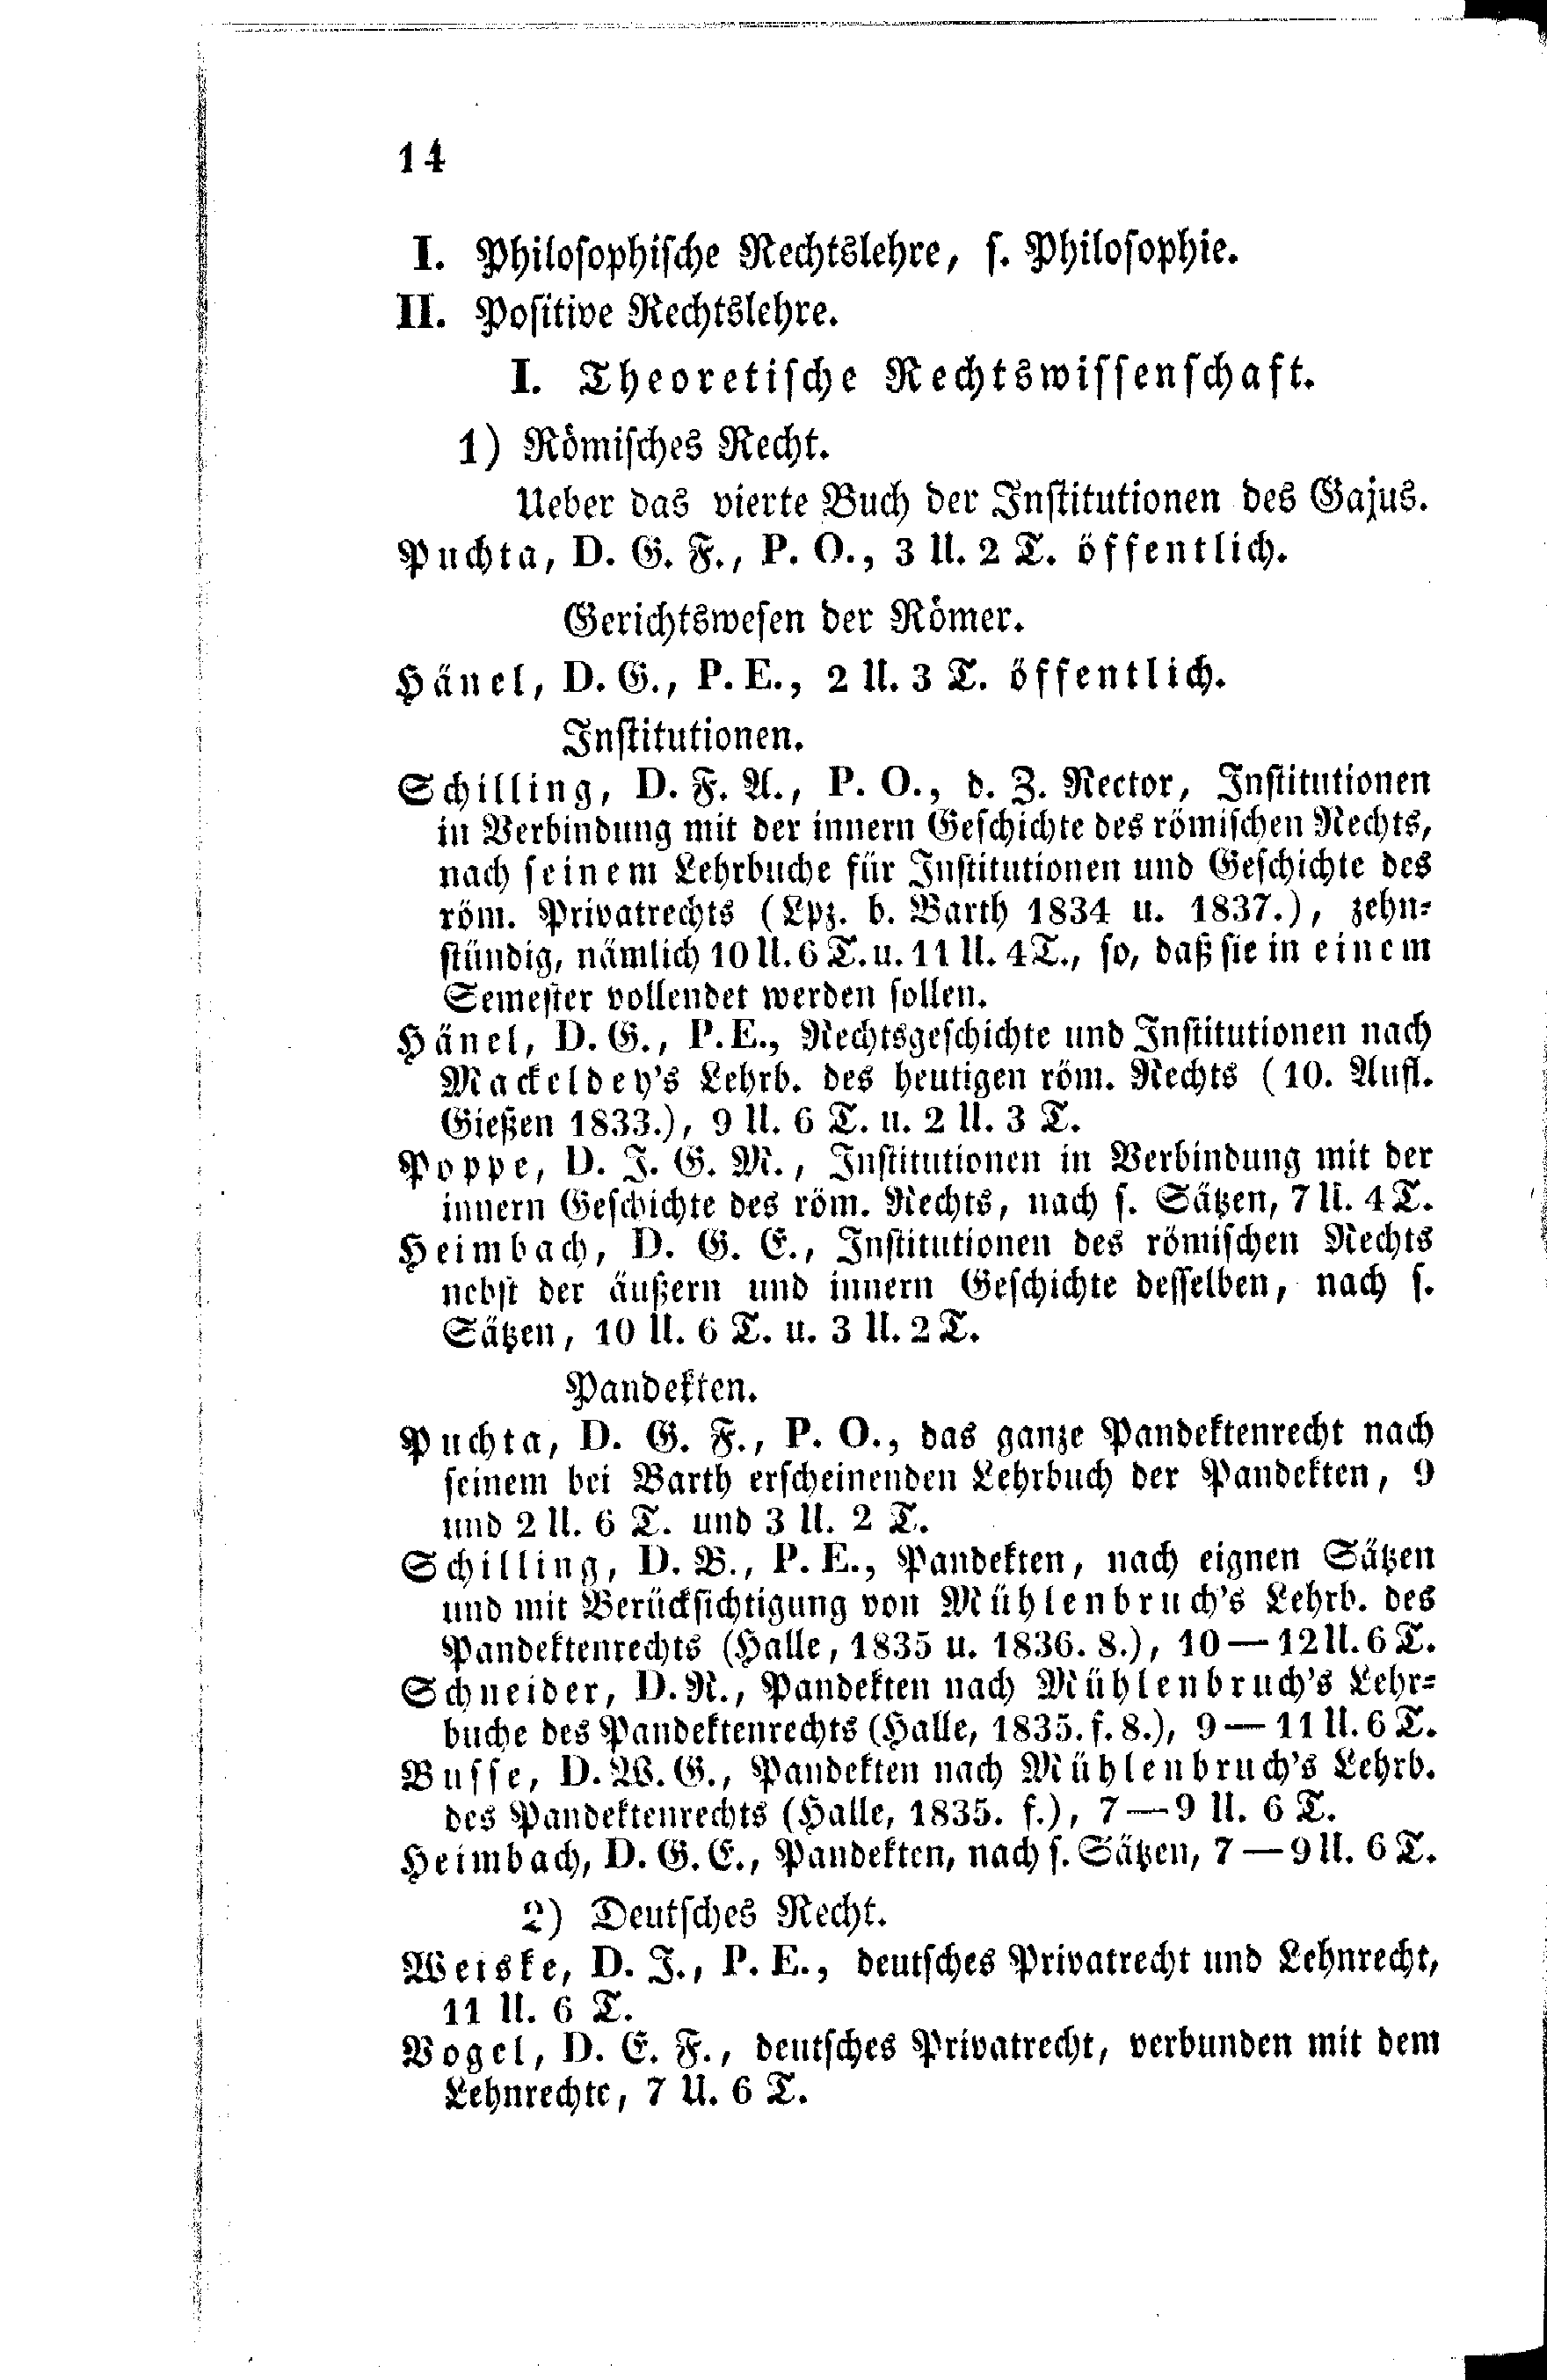 14
I. Philosophische Rechtslehre, s. Philosophie.
II. Positive Rechtslehre.
I. Theoretische Rechtswissenschaft.
1) Römisches Recht.
Ueber das vierte Buch der Institutionen des Gajus.
Puchta, D. G. F., P. O., 3 U. 2 T. öffentlich.
Gerichtswesen der Römer.
Hänel, D. G., P. E., 2 U. 3 T. öffentlich.
Institutionen.
Schilling, D. F. A., P. O., d. Z. Rector, Institutionen
in Verbindung mit der innern Geschichte des römischen Rechts,
nach seinem Lehrbuche für Institutionen und Geschichte des
röm. Privatrechts (Lpz. b. Barth 1834 u. 1837.), zehn-
stündig, nämlich 10 U. 6 T. u. 11 U. 4 T., so, daß sie in einem
Semester vollendet werden sollen.
Hänel, D. G., P. E., Rechtsgeschichte und Institutionen nach
Mackeldey's Lehrb. des heutigen röm. Rechts (10. Aufl.
Gießen 1833.), 9 U. 6 T. u. 2 U. 3 T.
Poppe, D. J. G. M., Institutionen in Verbindung mit der
innern Geschichte des röm. Rechts, nach s. Sätzen, 7 U. 4 T.
Heimbach, D. G. E., Institutionen des römischen Rechts
nebst der äußern und innern Geschichte desselben, nach s.
Sätzen, 10 U. 6 T. u. 3 U. 2 T.
Pandekten.
Puchta, D. G. F., P. O., das ganze Pandektenrecht nach
seinem bei Barth erscheinenden Lehrbuch der Pandekten, 9
und 2 U. 6 T. und 3 U. 2 T.
Schilling, D. B., P. E., Pandekten, nach eignen Sätzen
und mit Berücksichtigung von Mühlenbruch's Lehrb. des
Pandektenrechts (Halle, 1835 u. 1836. 8.), 10 — 12 U. 6 T.
Schneider, D. R., Pandekten nach Mühlenbruch's Lehr-
buche des Pandektenrechts (Halle, 1835. f. 8.), 9 — 11 U. 6 T.
Busse, D. W. G., Pandekten nach Mühlenbruch's Lehrb.
des Pandektenrechts (Halle, 1835. f.), 7 — 9 U. 6 T.
Heimbach, D. G. E., Pandekten, nach s. Sätzen, 7 — 9 U. 6 T.
2) Deutsches Recht.
Weiske, D. J., P. E., deutsches Privatrecht und Lehnrecht,
11 U. 6 T.
Vogel, D. E. F., deutsches Privatrecht, verbunden mit dem
Lehnrechte, 7 U. 6 T.